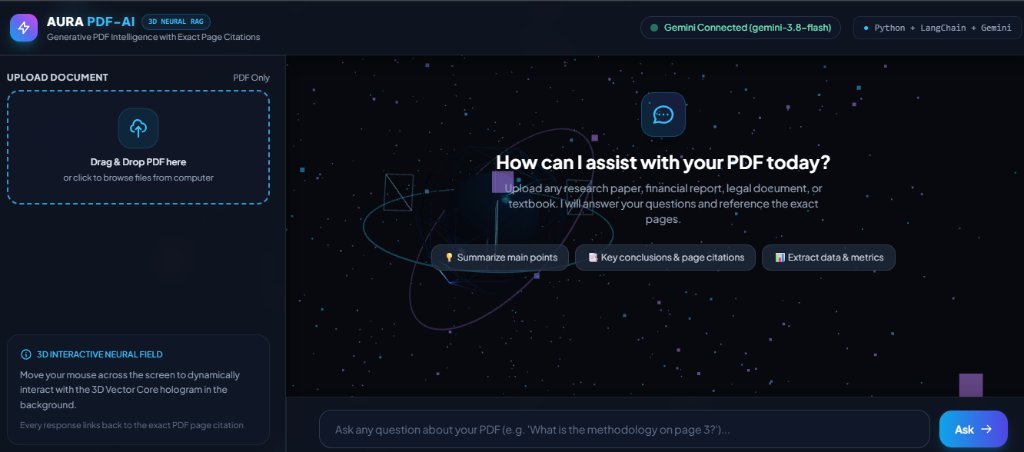 AURA PDF-AI 3D NEURAL RAG
Generative PDF Intelligence with Exact Page Citations
Gemini Connected (gemini-3.8-flash)
Python + LangChain + Gemini
UPLOAD DOCUMENT
PDF Only
Drag & Drop PDF here
or click to browse files from computer
How can I assist with your PDF today?
Upload any research paper, financial report, legal document, or
textbook. I will answer your questions and reference the exact
pages.
Summarize main points
Key conclusions & page citations
Extract data & metrics
3D INTERACTIVE NEURAL FIELD
Move your mouse across the screen to dynamically
interact with the 3D Vector Core hologram in the
background.
Every response links back to the exact PDF page citation.
Ask any question about your PDF (e.g. 'What is the methodology on page 3?')...
Ask →